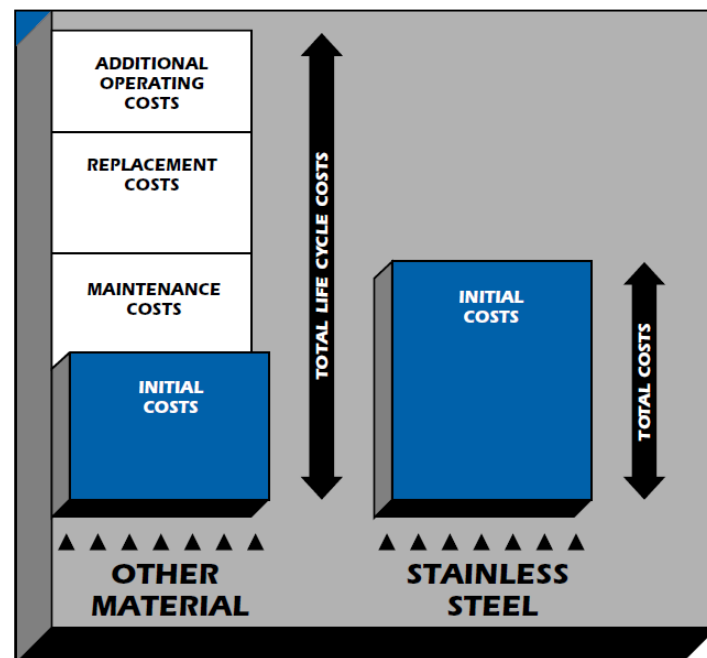 ADDITIONAL
OPERATING
COSTS
REPLACEMENT
COSTS
MAINTENANCE
COSTS
INITIAL
COSTS
TOTAL LIFE CYCLE COSTS
INITIAL
COSTS
TOTAL COSTS
OTHER
MATERIAL
STAINLESS
STEEL